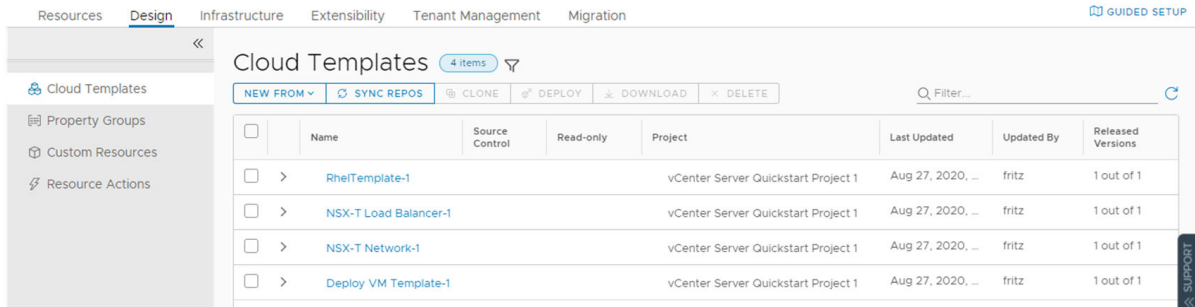 Resources Design Infrastructure Extensibility Tenant Management Migration GUIDED SETUP
«
Cloud Templates 4 items
Cloud Templates
Property Groups
Custom Resources
Resource Actions
NEW FROM SYNC REPOS CLONE DEPLOY DOWNLOAD DELETE Filter...
Name Source Control Read-only Project Last Updated Updated By Released Versions
RhelTemplate-1 vCenter Server Quickstart Project 1 Aug 27, 2020, ... fritz 1 out of 1
NSX-T Load Balancer-1 vCenter Server Quickstart Project 1 Aug 27, 2020, ... fritz 1 out of 1
NSX-T Network-1 vCenter Server Quickstart Project 1 Aug 27, 2020, ... fritz 1 out of 1
Deploy VM Template-1 vCenter Server Quickstart Project 1 Aug 27, 2020, ... fritz 1 out of 1
SUPPORT